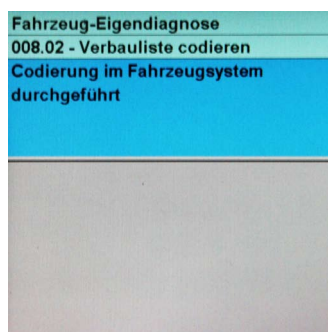 Fahrzeug-Eigendiagnose
008.02 - Verbauliste codieren
Codierung im Fahrzeugsystem
durchgeführt